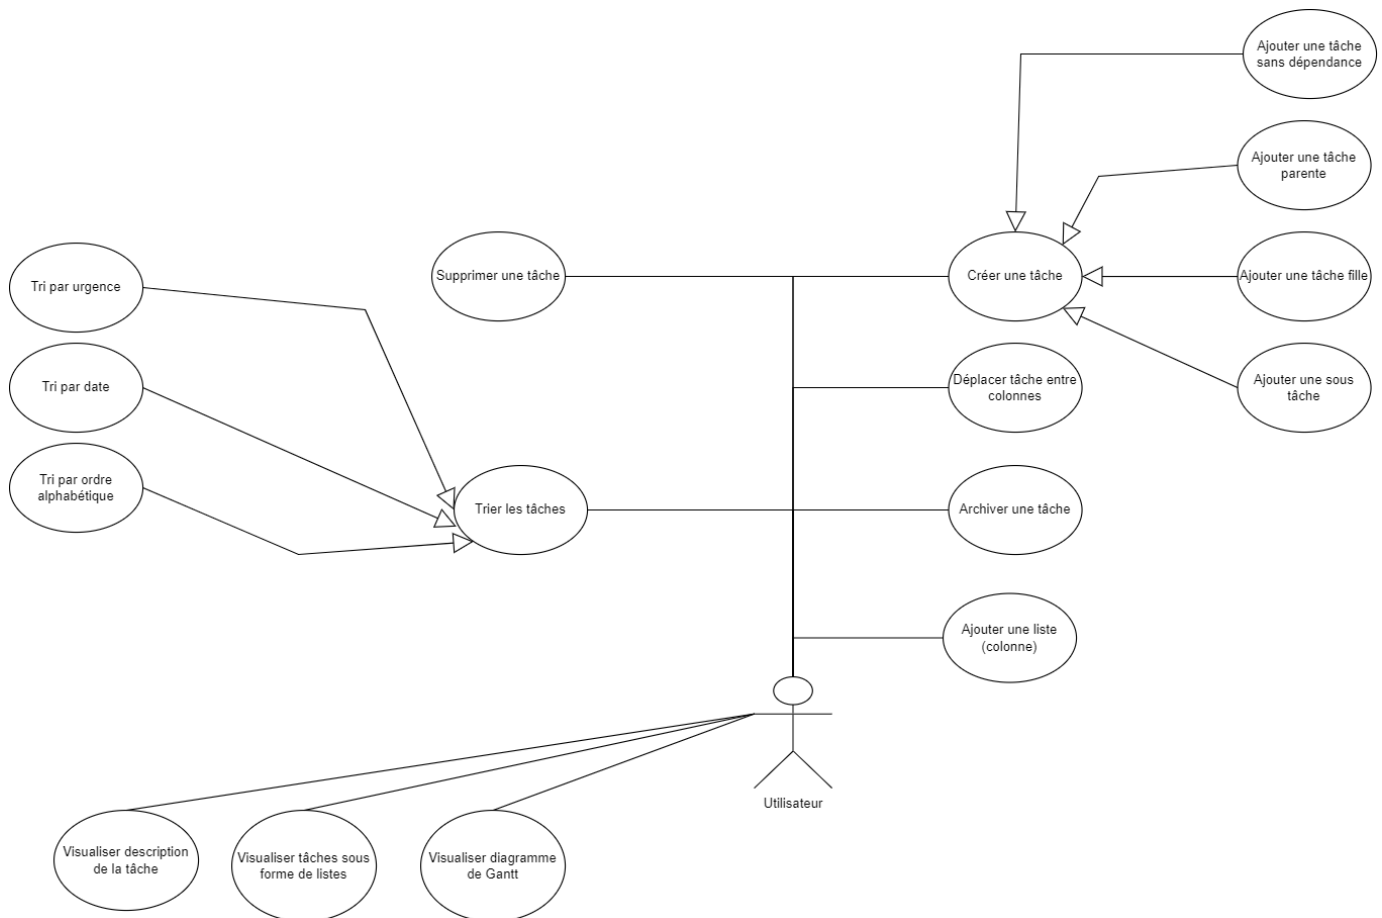 Ajouter une tâche
sans dépendance
Ajouter une tâche
parente
Tri par urgence
Supprimer une tâche
Créer une tâche
Ajouter une tâche fille
Tri par date
Déplacer tâche entre
colonnes
Ajouter une sous
tâche
Tri par ordre
alphabétique
Trier les tâches
Archiver une tâche
Ajouter une liste
(colonne)
Utilisateur
Visualiser description
de la tâche
Visualiser tâches sous
forme de listes
Visualiser diagramme
de Gantt